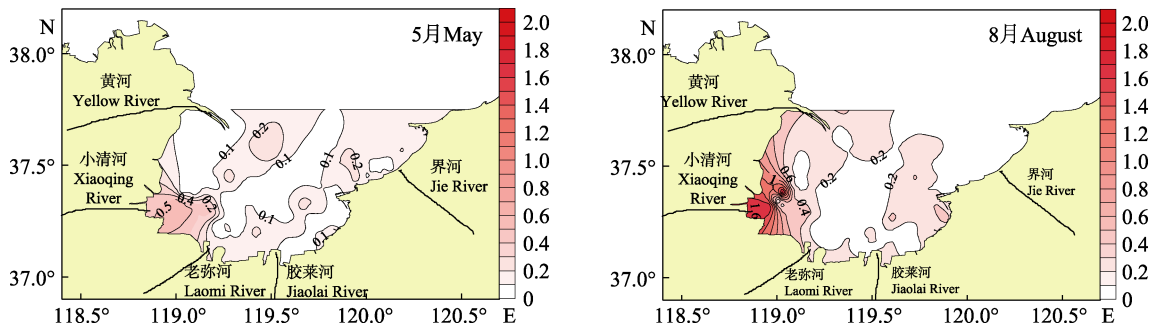 N
38.0°
37.5°
37.0°
118.5°
119.0°
119.5°
120.0°
120.5°
E
5月May
黄河
Yellow River
小清河
Xiaoqing
River
老弥河
Laomi River
胶莱河
Jiaolai River
界河
Jie River
0.2
0.1
0.1
0.1
0.2
0.4
0.2
0.5
0.1
0.1
2.0
1.8
1.6
1.4
1.2
1.0
0.8
0.6
0.4
0.2
0
N
38.0°
37.5°
37.0°
118.5°
119.0°
119.5°
120.0°
120.5°
E
8月August
黄河
Yellow River
小清河
Xiaoqing
River
老弥河
Laomi River
胶莱河
Jiaolai River
界河
Jie River
0.2
0.6
0.2
0.2
0.4
1.6
2.0
1.8
1.6
1.4
1.2
1.0
0.8
0.6
0.4
0.2
0